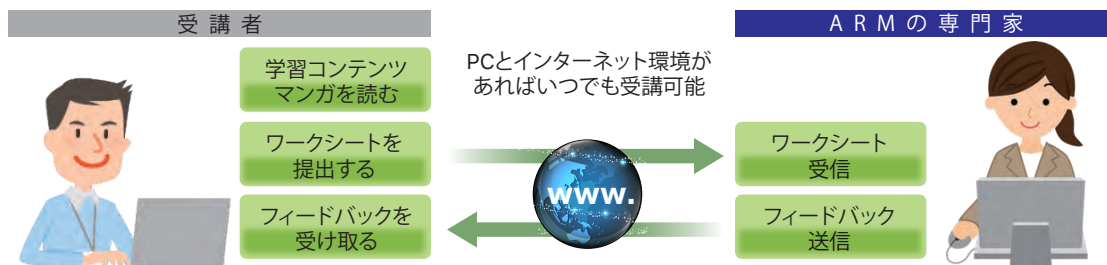 受講者
学習コンテンツ
マンガを読む
ワークシートを
提出する
フィードバックを
受け取る
PCとインターネット環境が
あればいつでも受講可能
www.
ARMの専門家
ワークシート
受信
フィードバック
送信